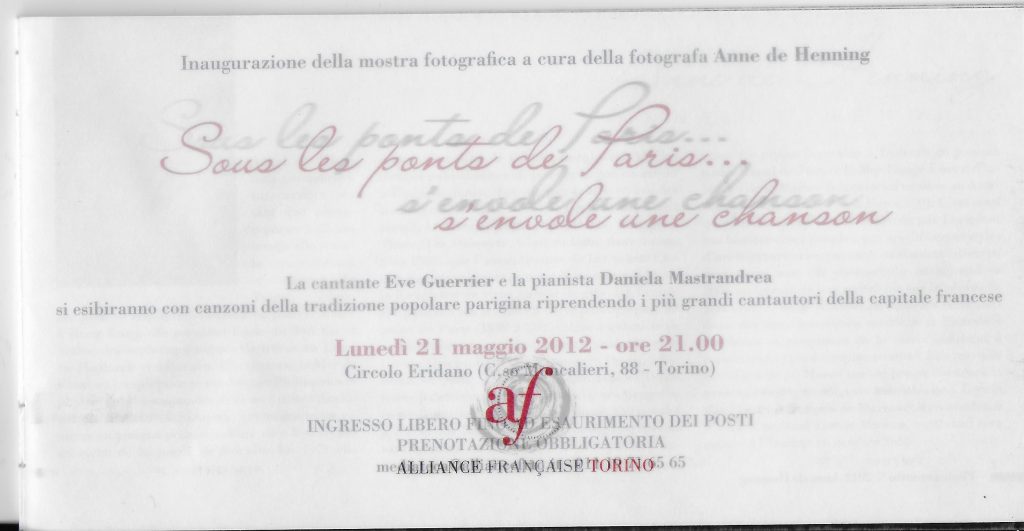 Inaugurazione della mostra fotografica a cura della fotografa Anne de Henning
Sous les ponts de Paris...
s'envole une chanson
La cantante Eve Guerrier e la pianista Daniela Mastrandrea
si esibiranno con canzoni della tradizione popolare parigina riprendendo i più grandi cantautori della capitale francese
Lunedì 21 maggio 2012 - ore 21.00
Circolo Eridano (C.so Moncalieri, 88 - Torino)
af
INGRESSO LIBERO FINO AD ESAURIMENTO DEI POSTI
PRENOTAZIONE OBBLIGATORIA
ALLIANCE FRANÇAISE TORINO
65 65